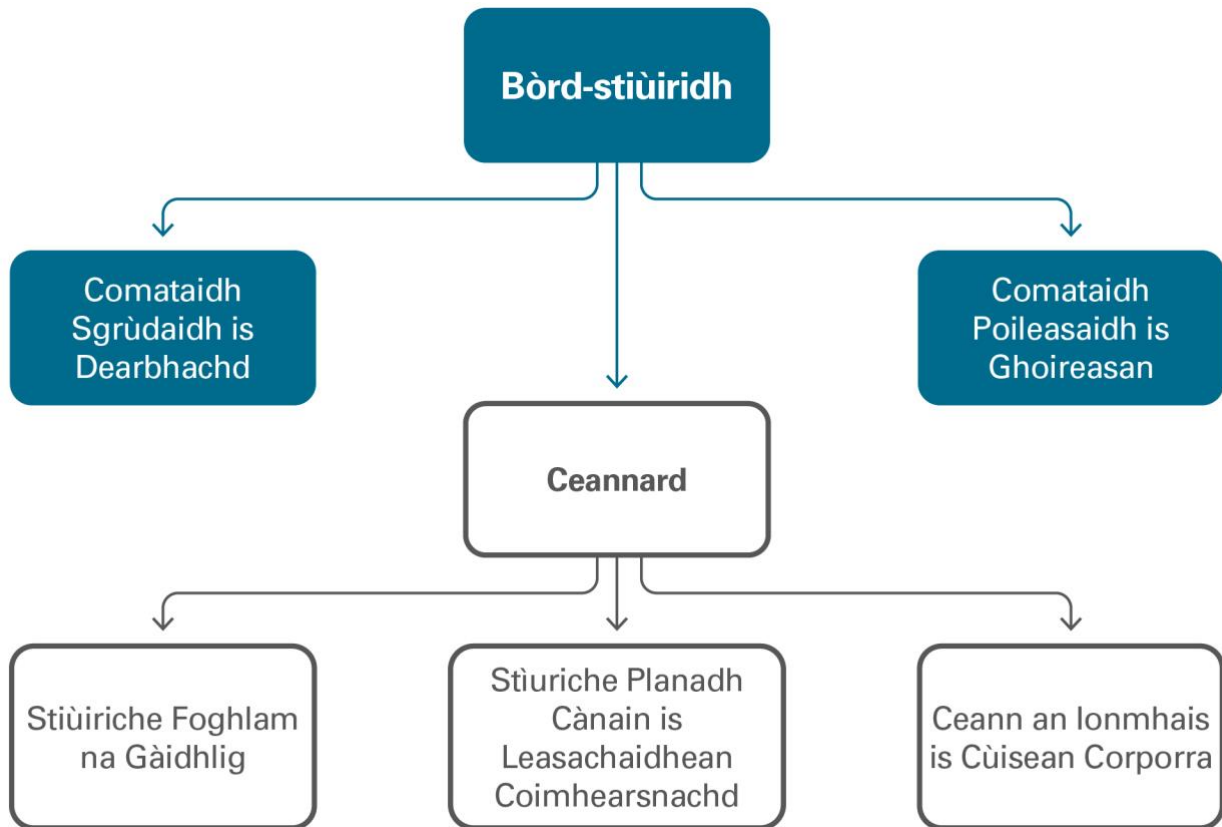 Bòrd-stiùiridh
Comataidh
Sgrùdaidh is
Dearbhachd
Comataidh
Poileasaidh is
Ghoireasan
Ceannard
Stiùiriche Foghlam
na Gàidhlig
Stìuriche Planadh
Cànain is
Leasachaidhean
Coimhearsnachd
Ceann an Ionmhais
is Cùisean Corporra